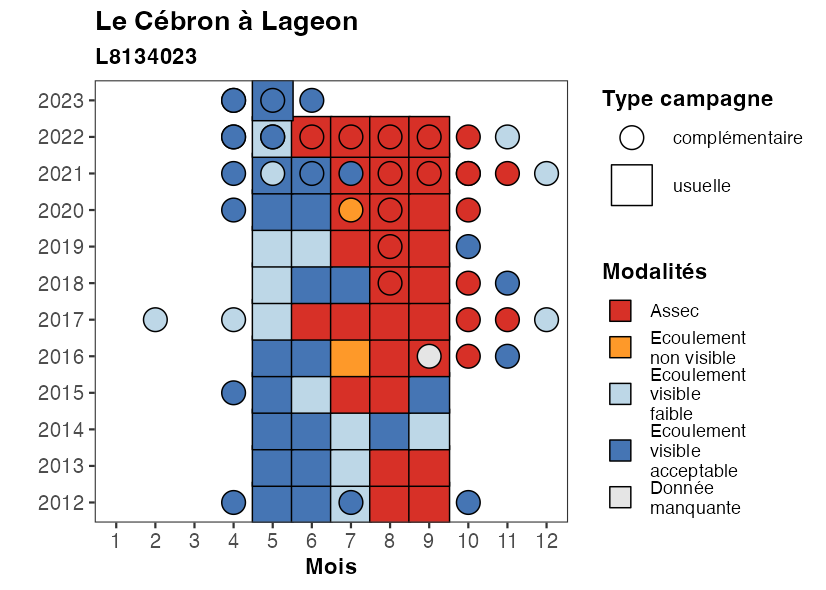 Le Cébron à Lageon
L8134023
2023
2022
2021
2020
2019
2018
2017
2016
2015
2014
2013
2012
1 2 3 4 5 6 7 8 9 10 11 12
Mois
Type campagne
complémentaire
usuelle
Modalités
Assec
Ecoulement
non visible
Ecoulement
visible
faible
Ecoulement
visible
acceptable
Donnée
manquante